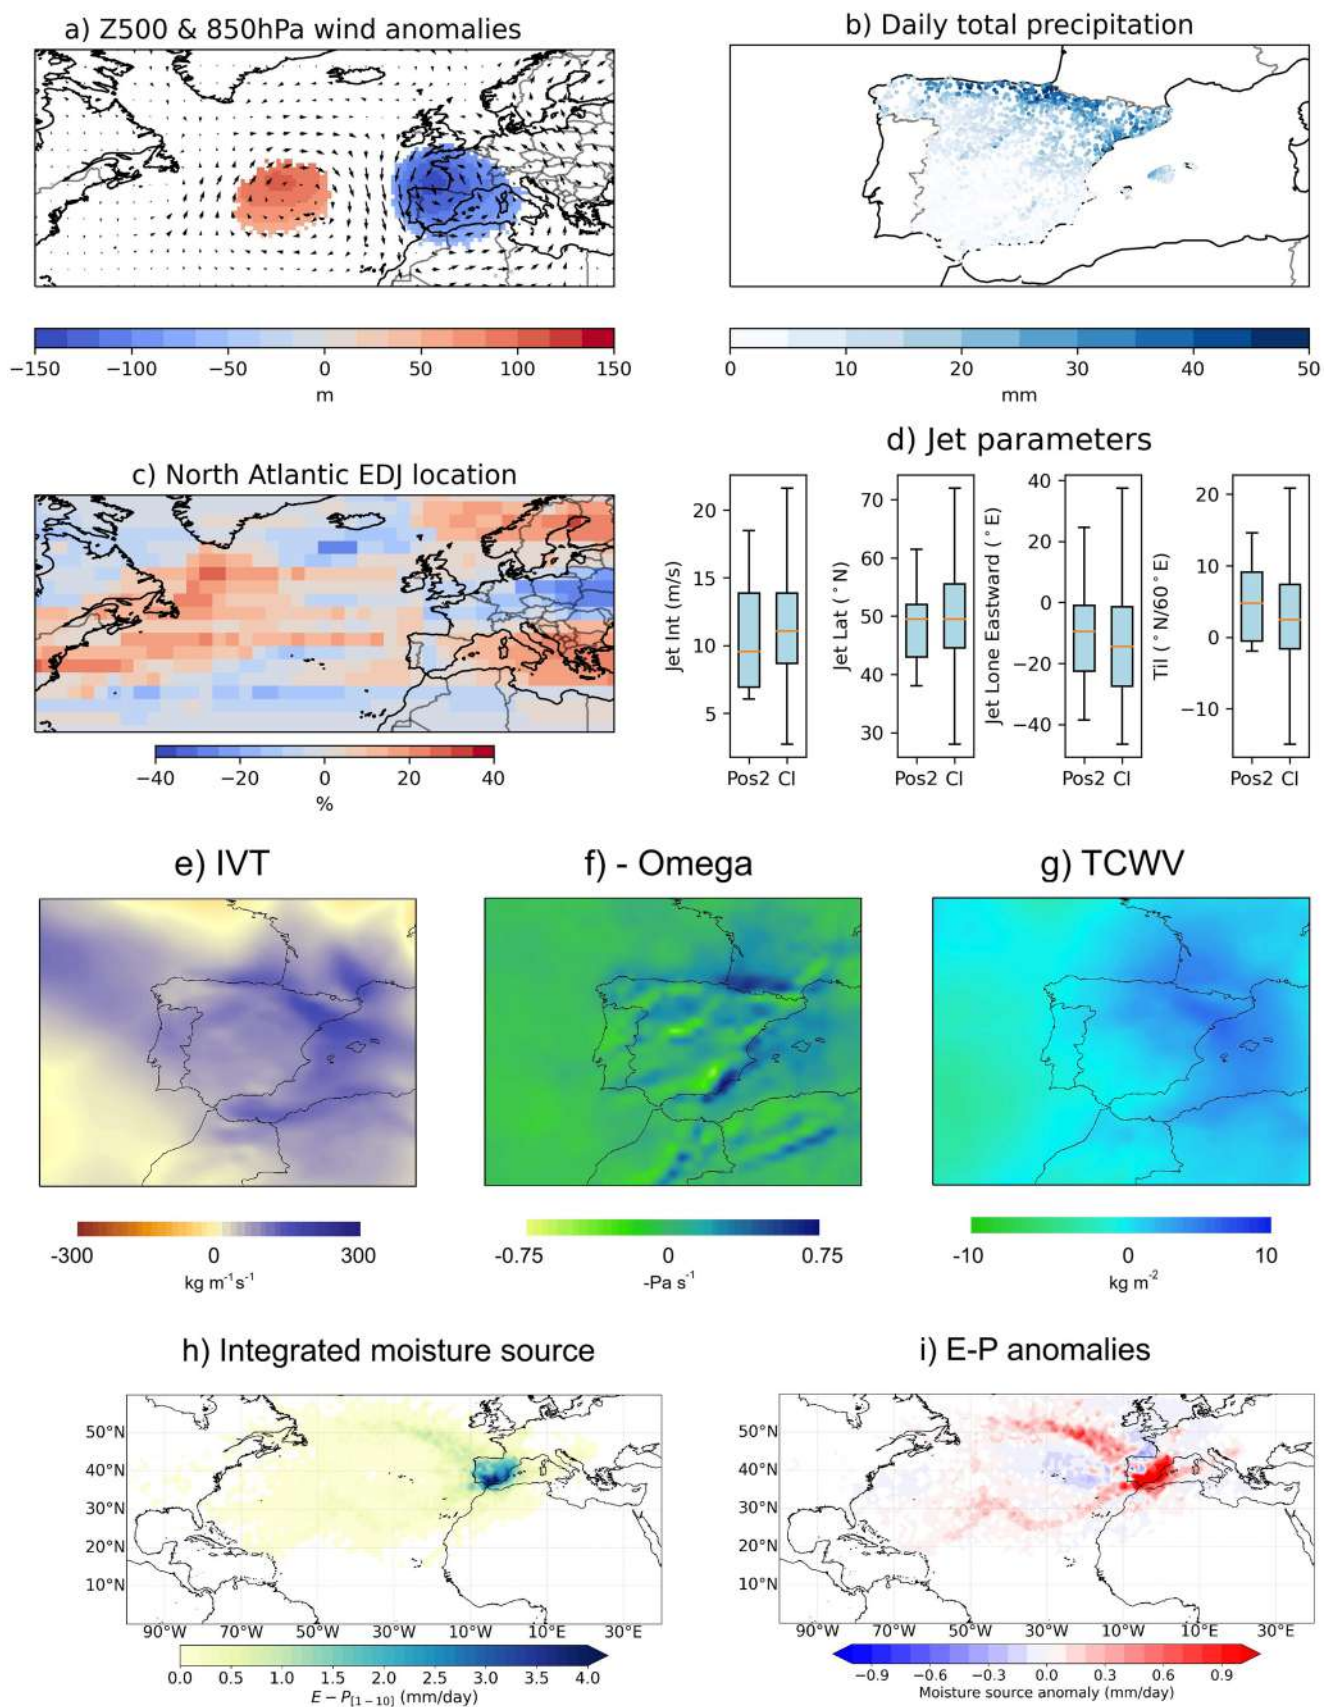 a) Z500 & 850hPa wind anomalies
b) Daily total precipitation
−150 −100 −50 0 50 100 150
m
0 10 20 30 40 50
mm
d) Jet parameters
c) North Atlantic EDJ location
−40 −20 0 20 40
%
Jet Int (m/s)
20
15
10
5
Pos2 Cl
Jet Lat (°N)
70
60
50
40
30
Pos2 Cl
Jet Lone Eastward (°E)
40
20
0
−20
−40
Pos2 Cl
Til (°N/60°E)
20
10
0
−10
Pos2 Cl
e) IVT
f) - Omega
g) TCWV
-300 0 300
kg m⁻¹s⁻¹
-0.75 0 0.75
-Pa s⁻¹
-10 0 10
kg m⁻²
h) Integrated moisture source
i) E-P anomalies
50°N
40°N
30°N
20°N
10°N
90°W 70°W 50°W 30°W 10°W 10°E 30°E
0.0 0.5 1.0 1.5 2.0 2.5 3.0 3.5 4.0
E − P[1−10] (mm/day)
50°N
40°N
30°N
20°N
10°N
90°W 70°W 50°W 30°W 10°W 10°E 30°E
−0.9 −0.6 −0.3 0.0 0.3 0.6 0.9
Moisture source anomaly (mm/day)